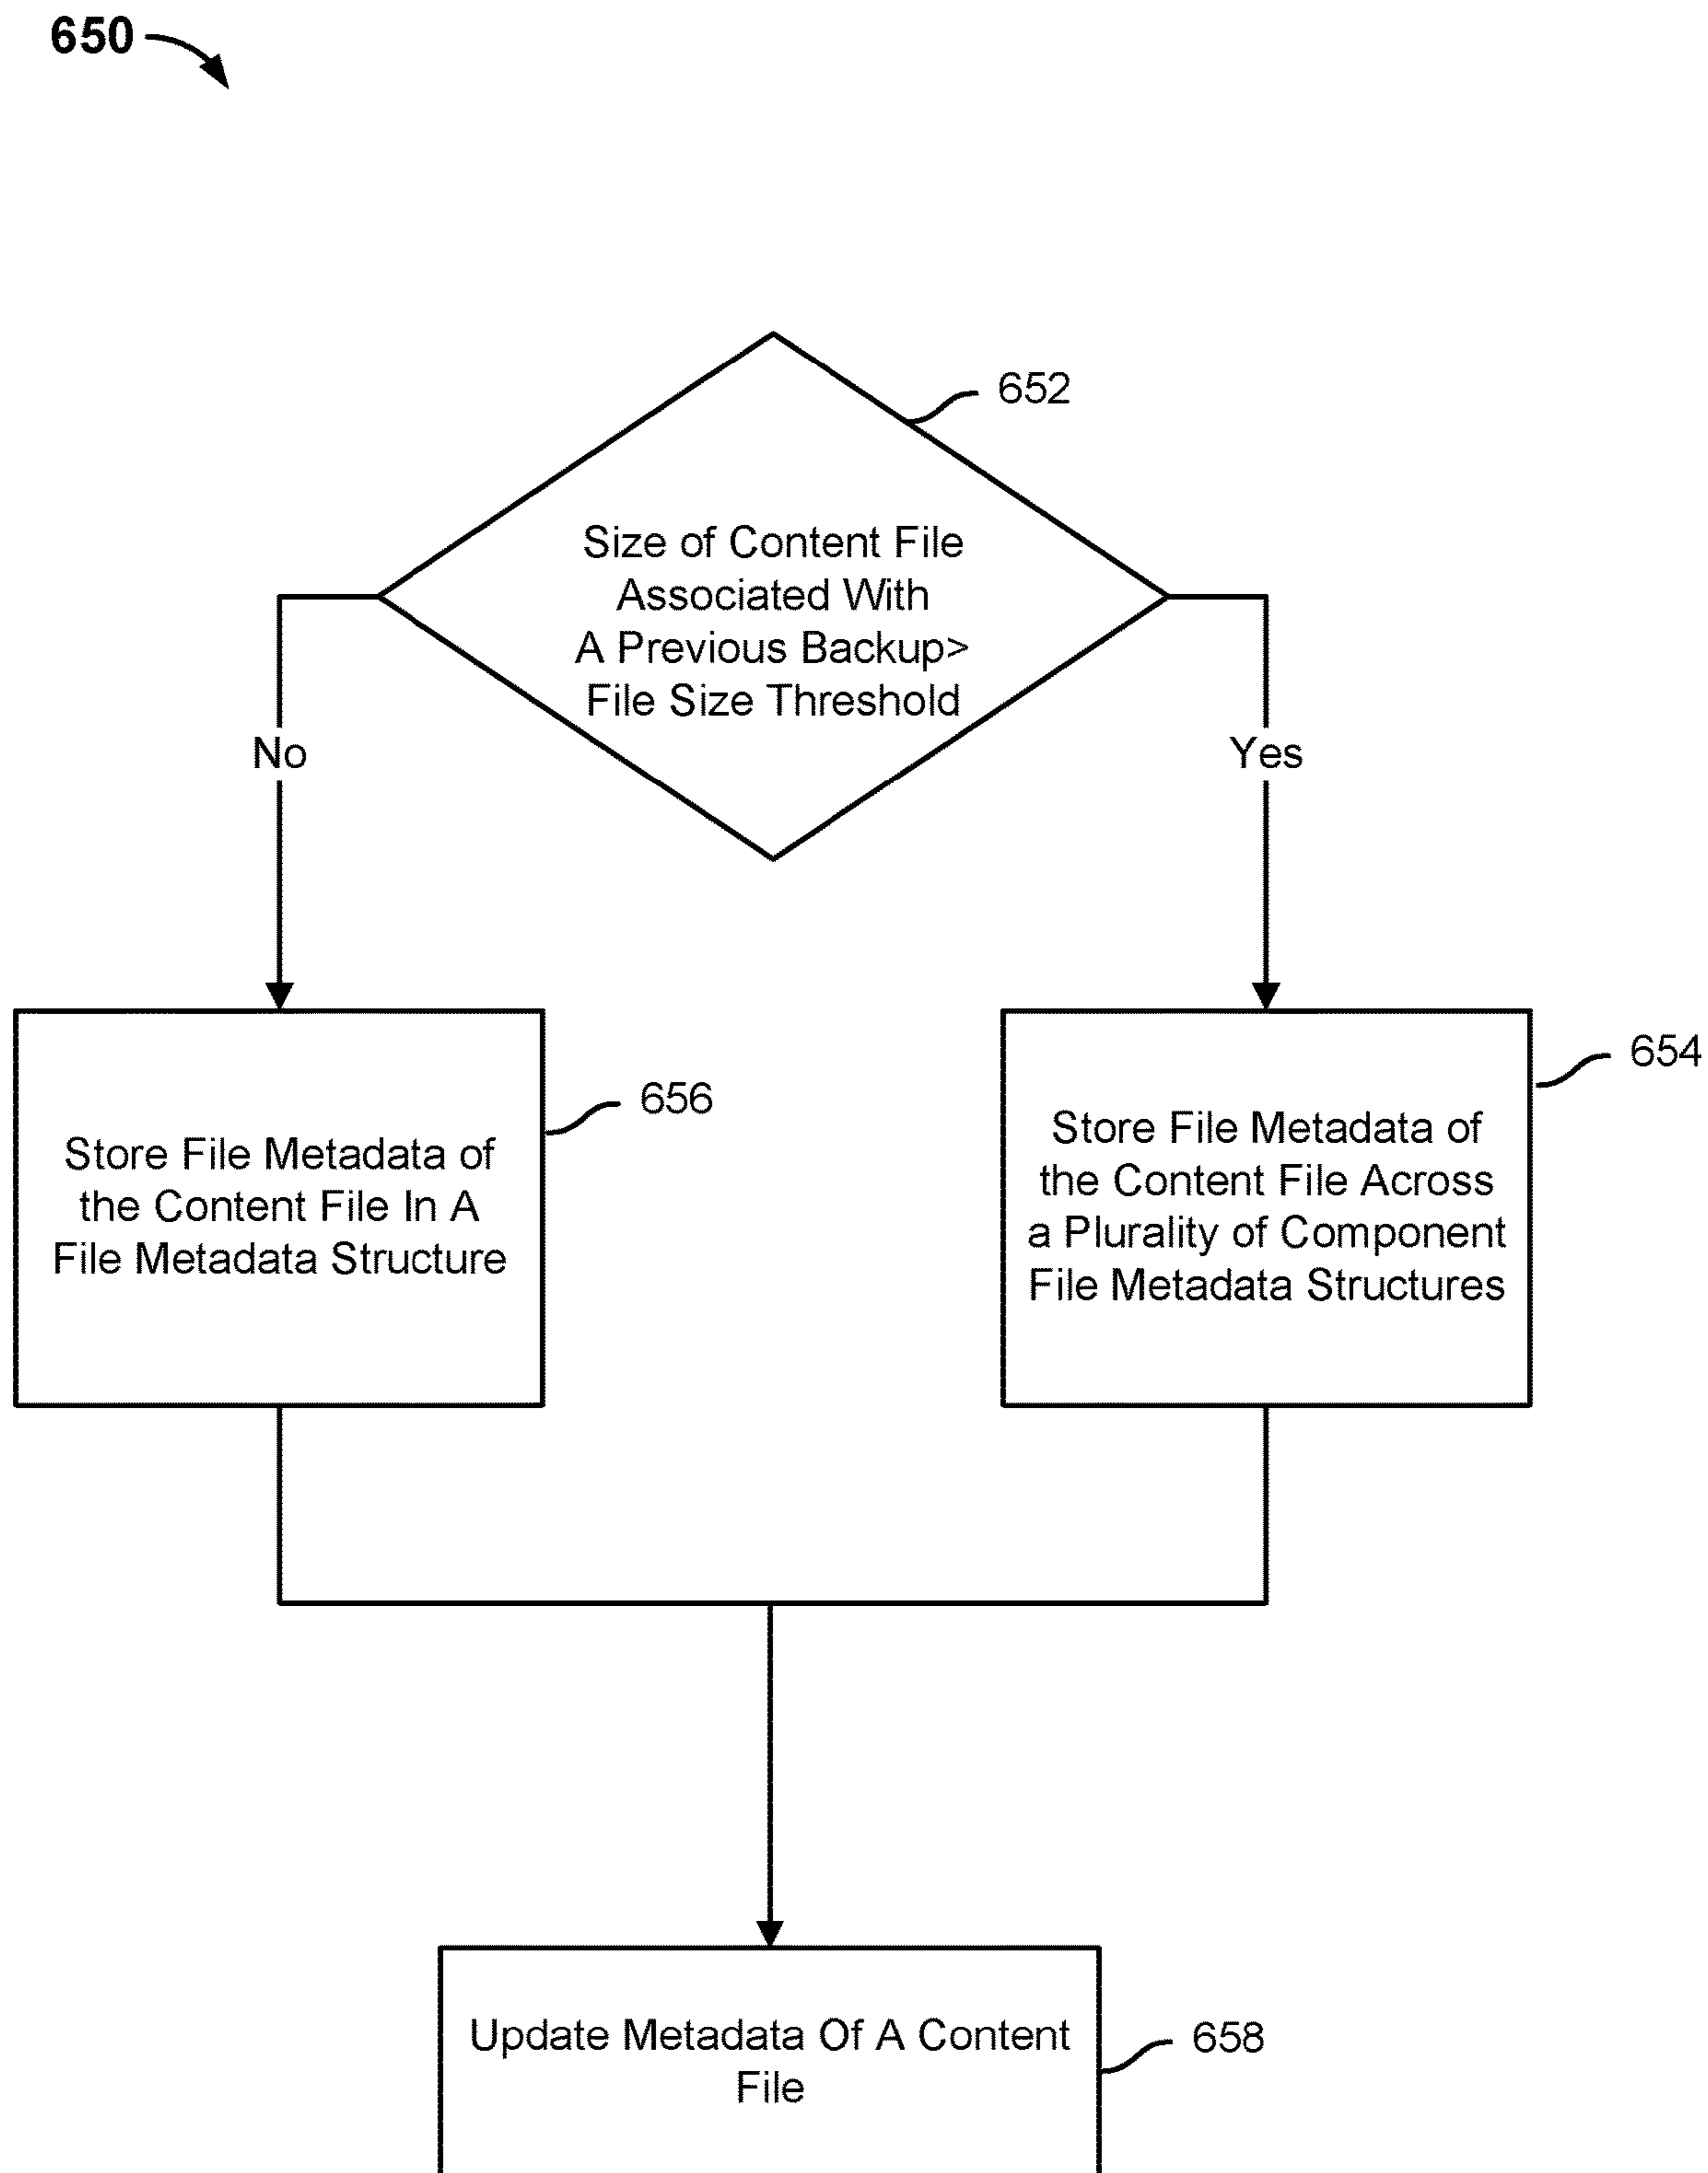 650
652
Size of Content File
Associated With
A Previous Backup>
File Size Threshold
No
Yes
654
656
Store File Metadata of
the Content File In A
File Metadata Structure
Store File Metadata of
the Content File Across
a Plurality of Component
File Metadata Structures
Update Metadata Of A Content
File
658